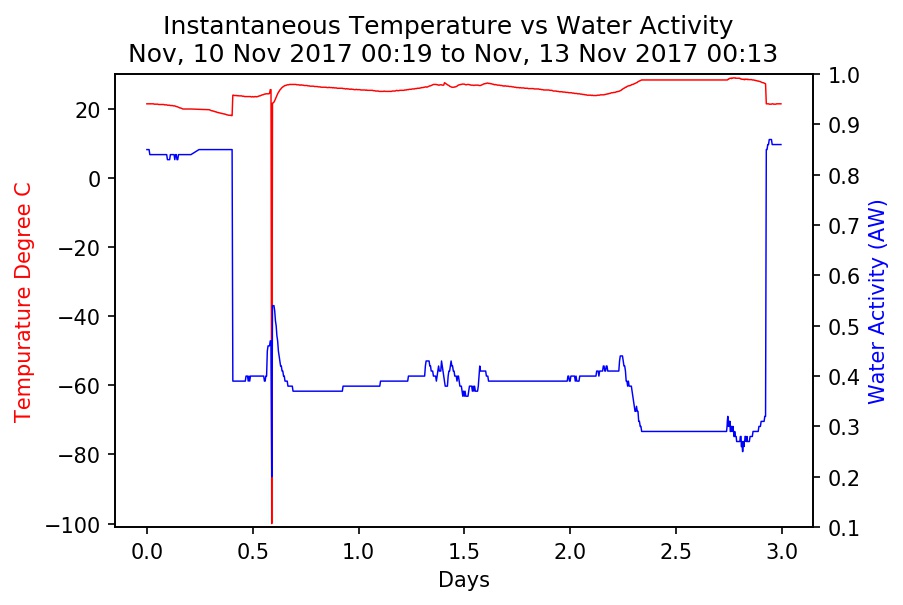 Instantaneous Temperature vs Water Activity
Nov, 10 Nov 2017 00:19 to Nov, 13 Nov 2017 00:13
Tempurature Degree C
20
0
−20
−40
−60
−80
−100
1.0
0.9
0.8
0.7
0.6
0.5
0.4
0.3
0.2
0.1
Water Activity (AW)
0.0 0.5 1.0 1.5 2.0 2.5 3.0
Days